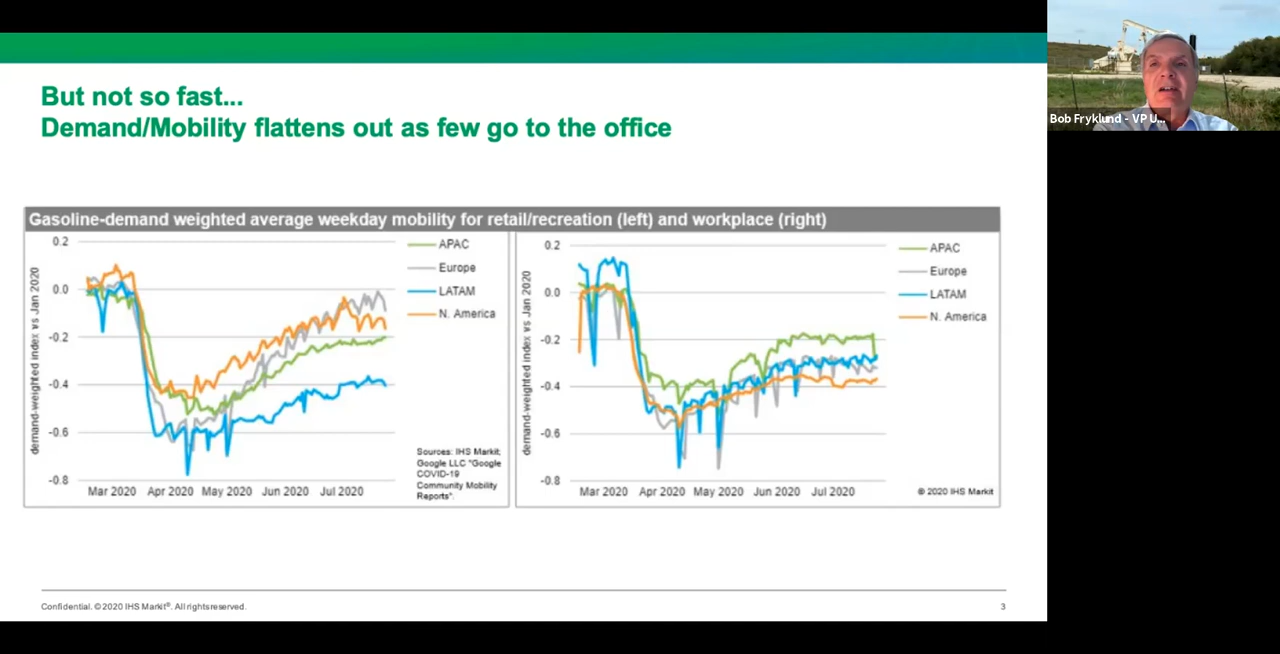 But not so fast...
Demand/Mobility flattens out as few go to the office
Gasoline-demand weighted average weekday mobility for retail/recreation (left) and workplace (right)
demand-weighted index vs Jan 2020
0.2
0.0
-0.2
-0.4
-0.6
-0.8
Mar 2020 Apr 2020 May 2020 Jun 2020 Jul 2020
APAC
Europe
LATAM
N. America
Sources: IHS Markit;
Google LLC "Google
COVID-19
Community Mobility
Reports".
demand-weighted index vs Jan 2020
0.2
0.0
-0.2
-0.4
-0.6
-0.8
Mar 2020 Apr 2020 May 2020 Jun 2020 Jul 2020
APAC
Europe
LATAM
N. America
© 2020 IHS Markit
Confidential. © 2020 IHS Markit®. All rights reserved.
3
Bob Fryklund - VP U...